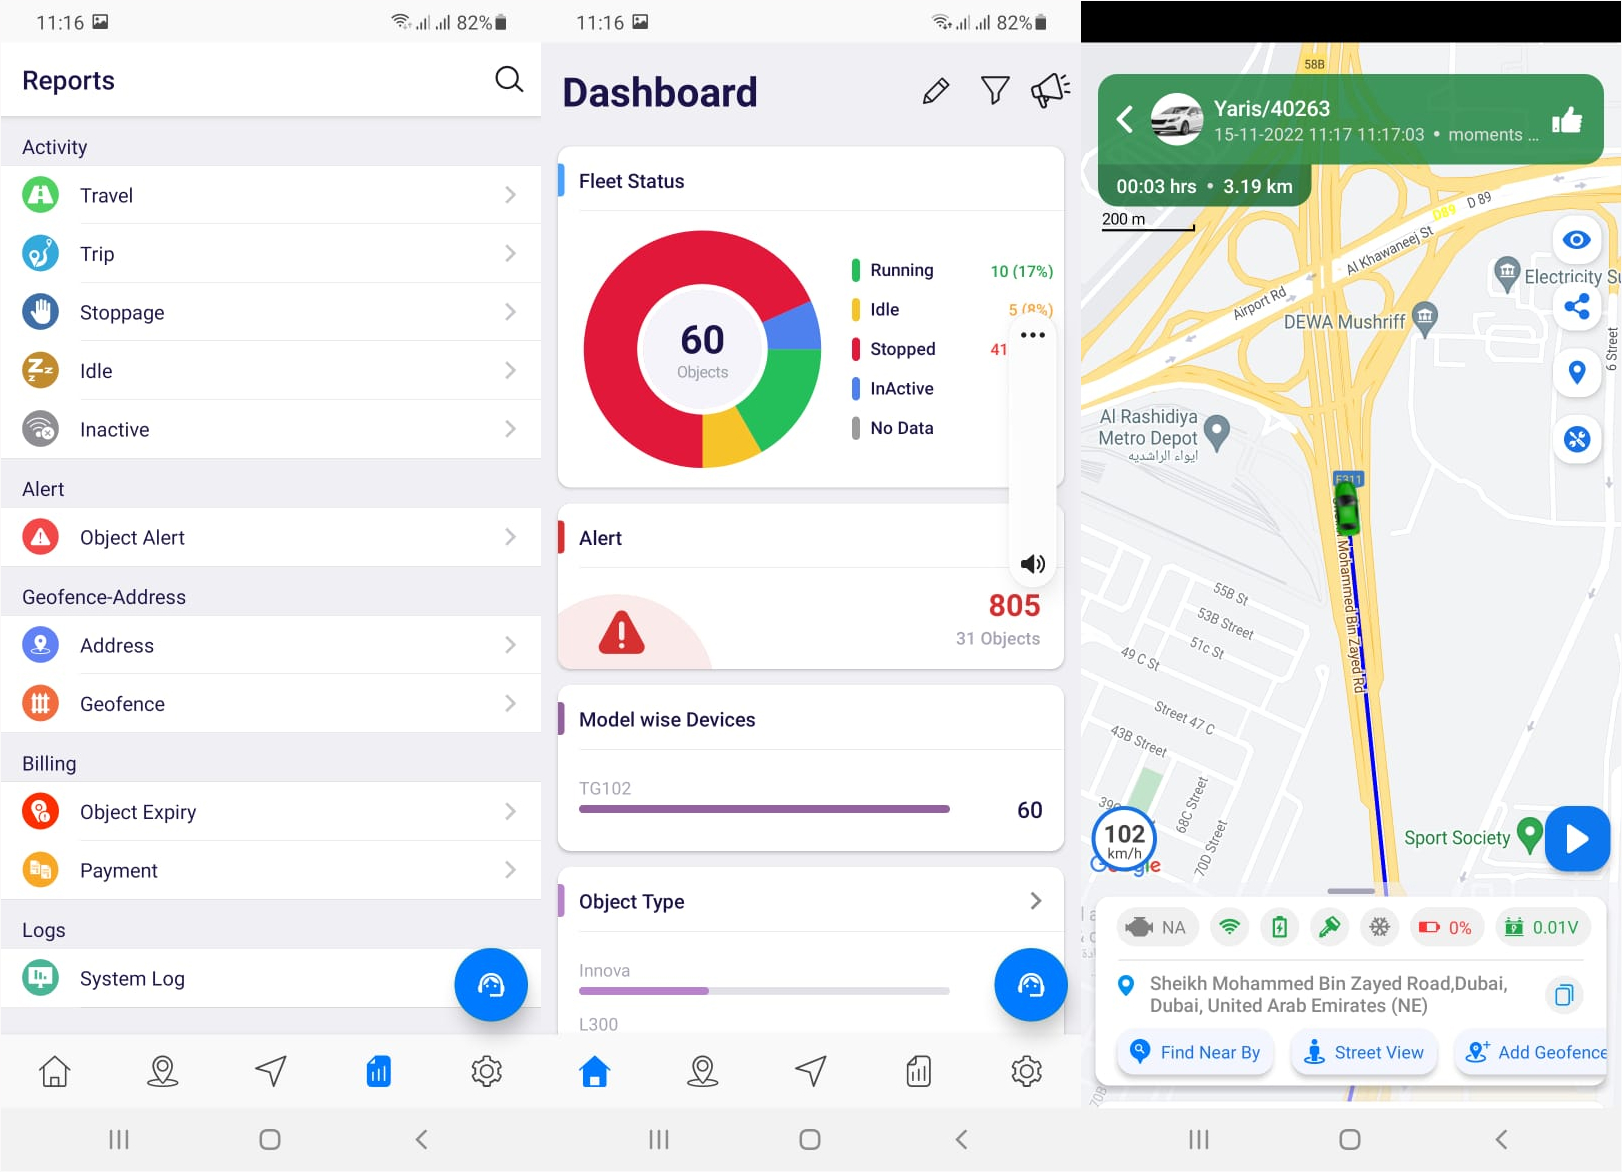 11:16
82%
Reports
Activity
Travel
Trip
Stoppage
Idle
Inactive
Alert
Object Alert
Geofence-Address
Address
Geofence
Billing
Object Expiry
Payment
Logs
System Log
11:16
82%
Dashboard
Fleet Status
60
Objects
Running 10 (17%)
Idle 5 (8%)
Stopped 41
InActive
No Data
Alert
805
31 Objects
Model wise Devices
TG102
60
Object Type
Innova
L300
58B
Yaris/40263
15-11-2022 11:17 11:17:03 • moments ...
00:03 hrs • 3.19 km
200 m
D89
D 89
Al Khawaneej St
Airport Rd
Electricity
DEWA Mushriff
6 Street
Al Rashidiya
Metro Depot
ايواء الراشديه
E311
Mohammed Bin Zayed Rd
55B St
53B Street
51c St
49 C St
Street 47 C
43B Street
68C Street
70D Street
102
km/h
Sport Society
NA
0%
0.01V
Sheikh Mohammed Bin Zayed Road,Dubai,
Dubai, United Arab Emirates (NE)
Find Near By
Street View
Add Geofence
70B